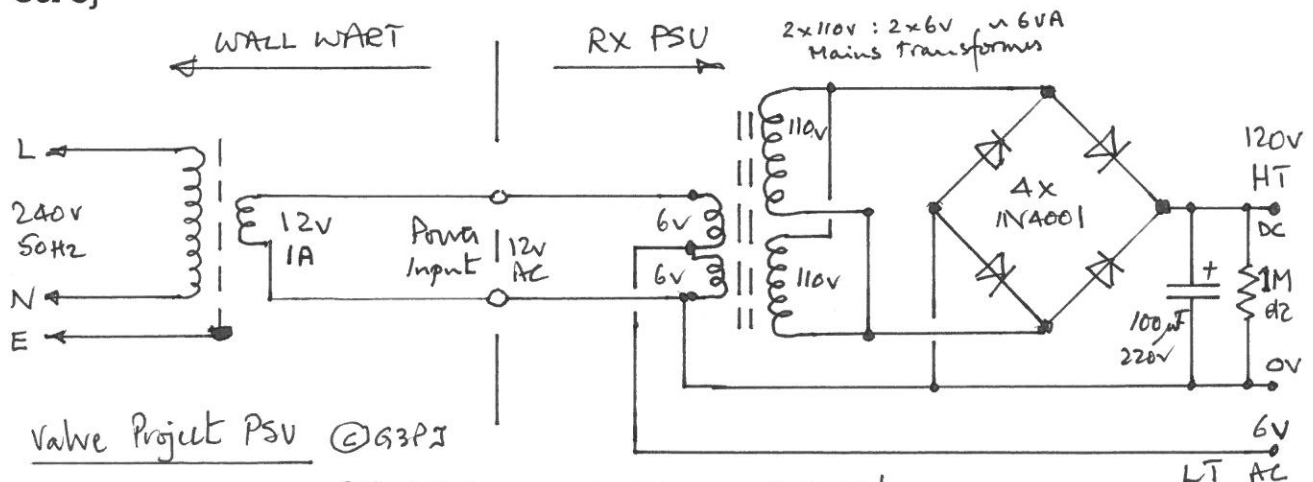 WALL WART
RX PSU
2x110v : 2x6v ~ 6VA
Mains Transformer
L
240v
50Hz
N
E
12v
1A
Power
Input
12v
AC
6v
6v
110v
110v
4x
1N4001
120v
HT
DC
+
100µF
220v
1M
0V
6V
LT AC
Valve Project PSU ©G3PJ